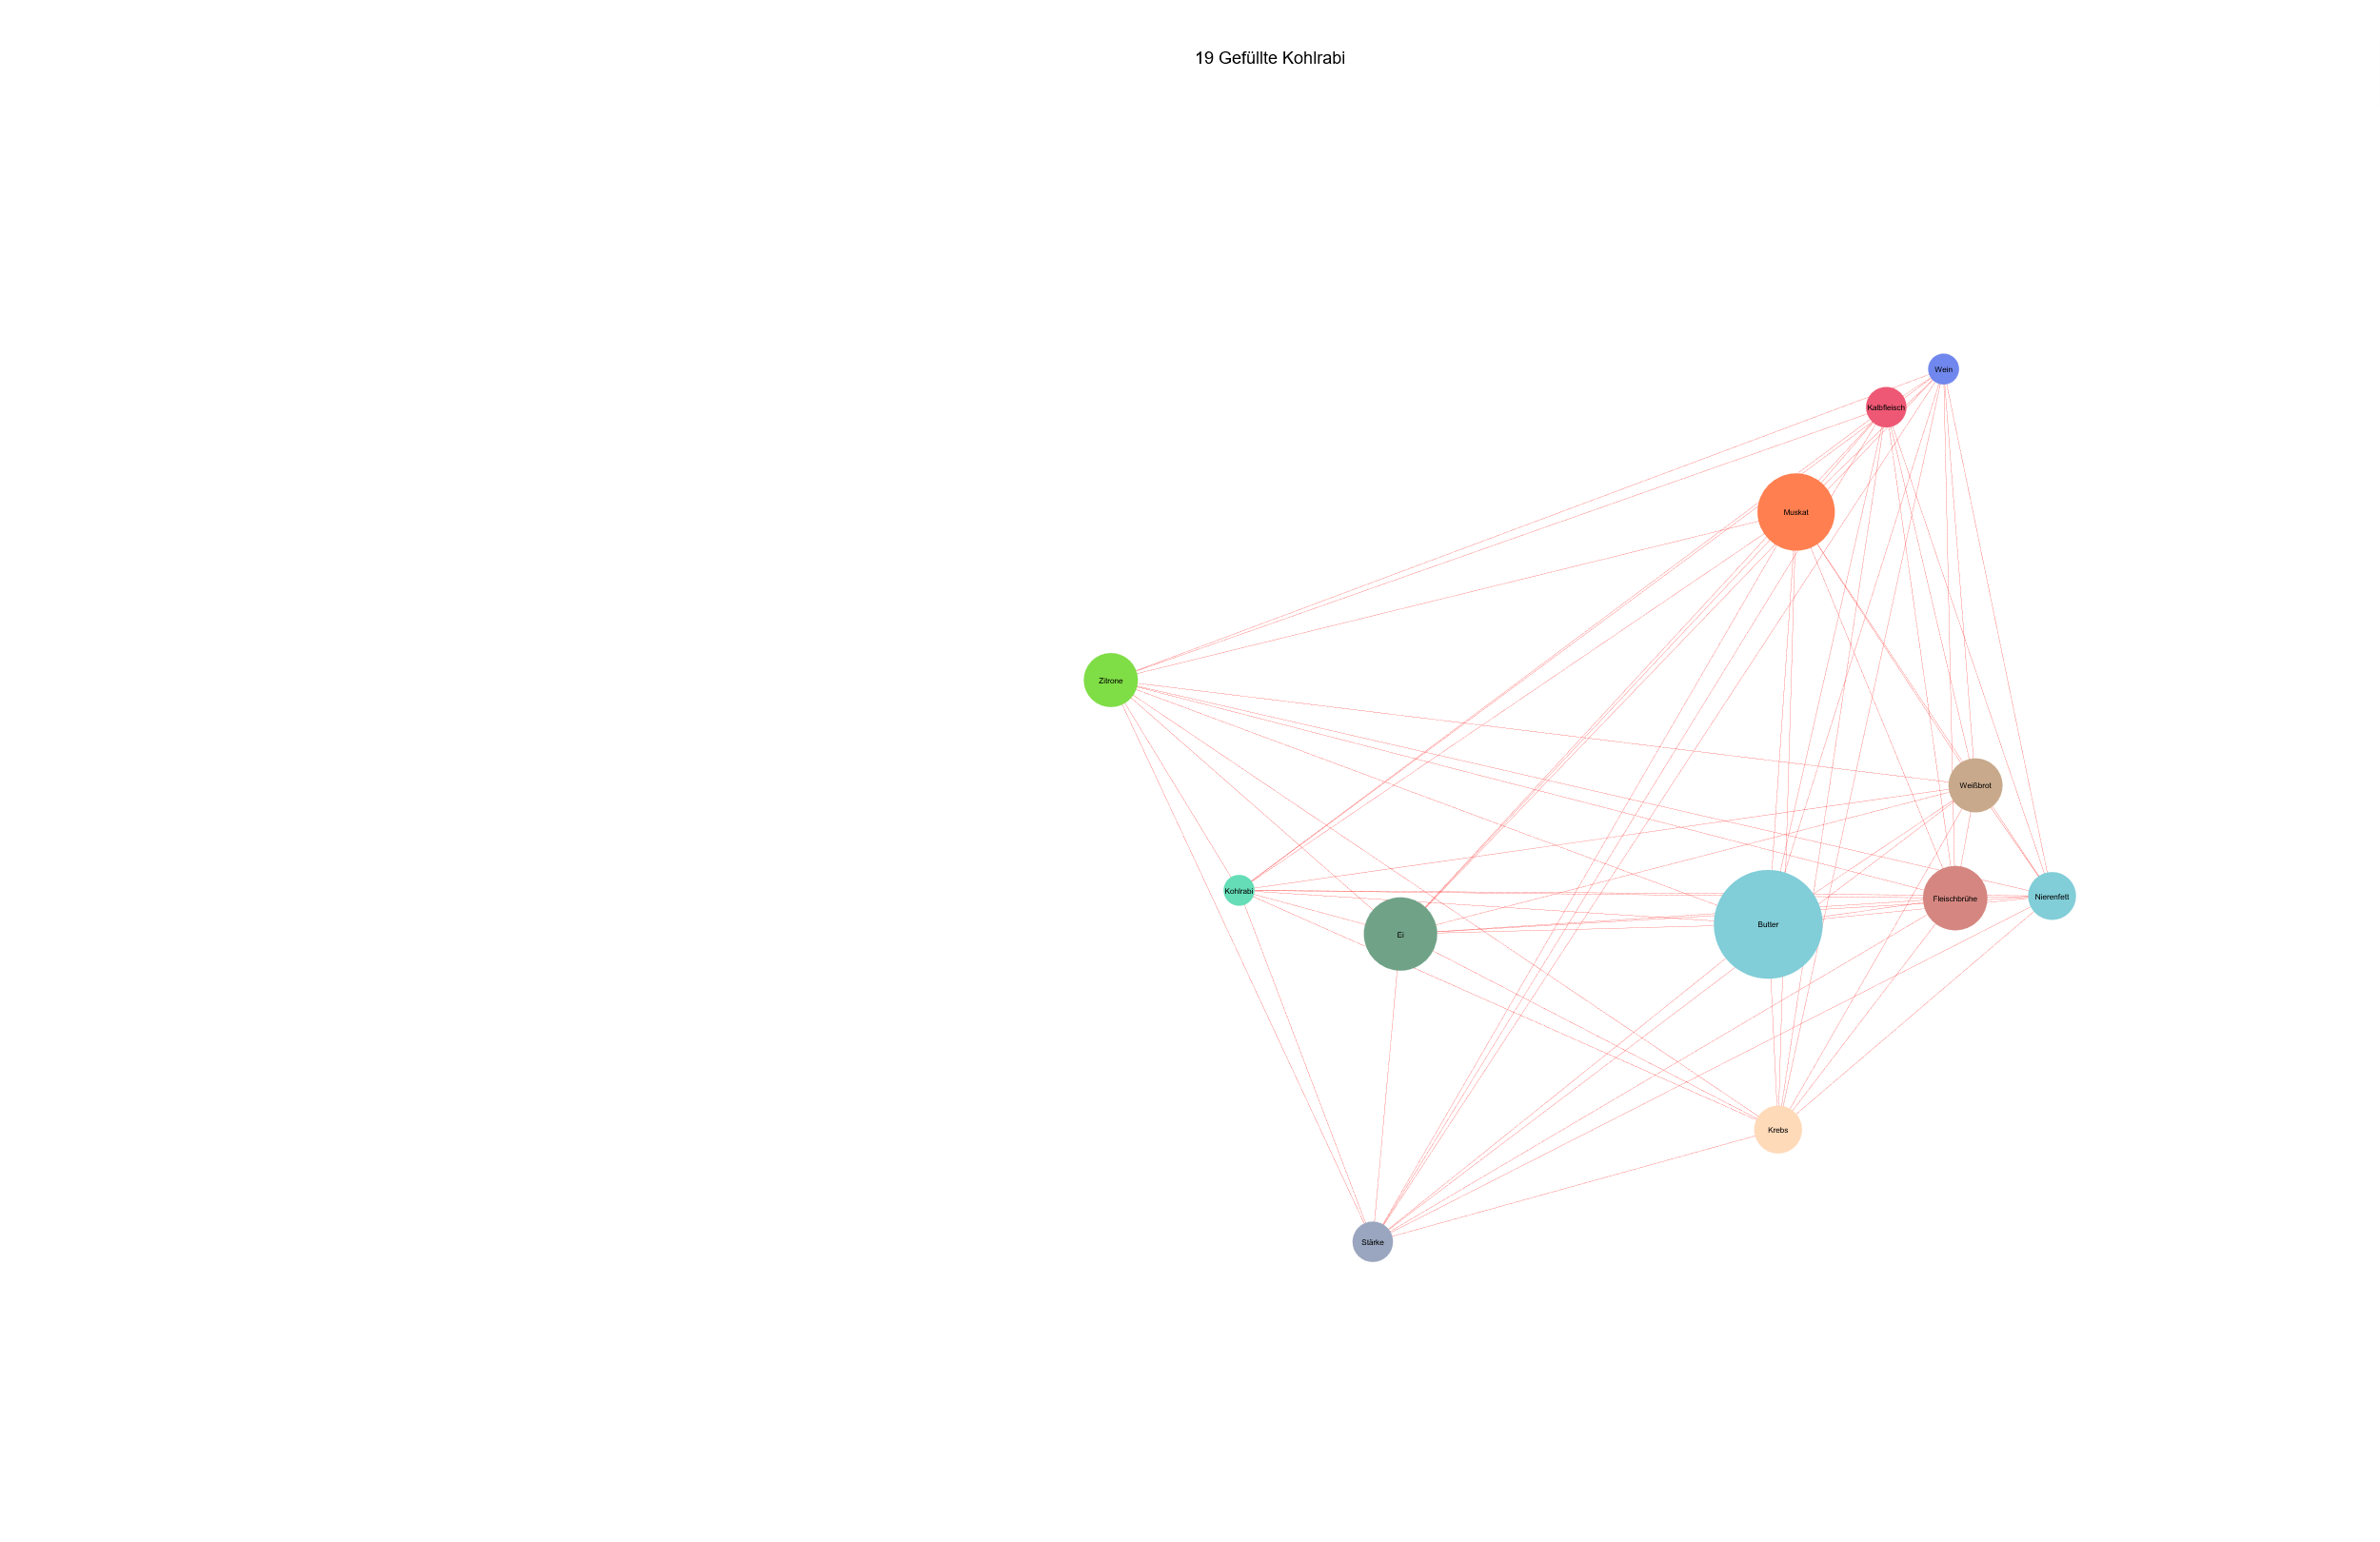 19 Gefüllte Kohlrabi
Wein
Kalbfleisch
Muskat
Zitrone
Weißbrot
Kohlrabi
Nierenfett
Fleischbrühe
Butter
Ei
Krebs
Stärke